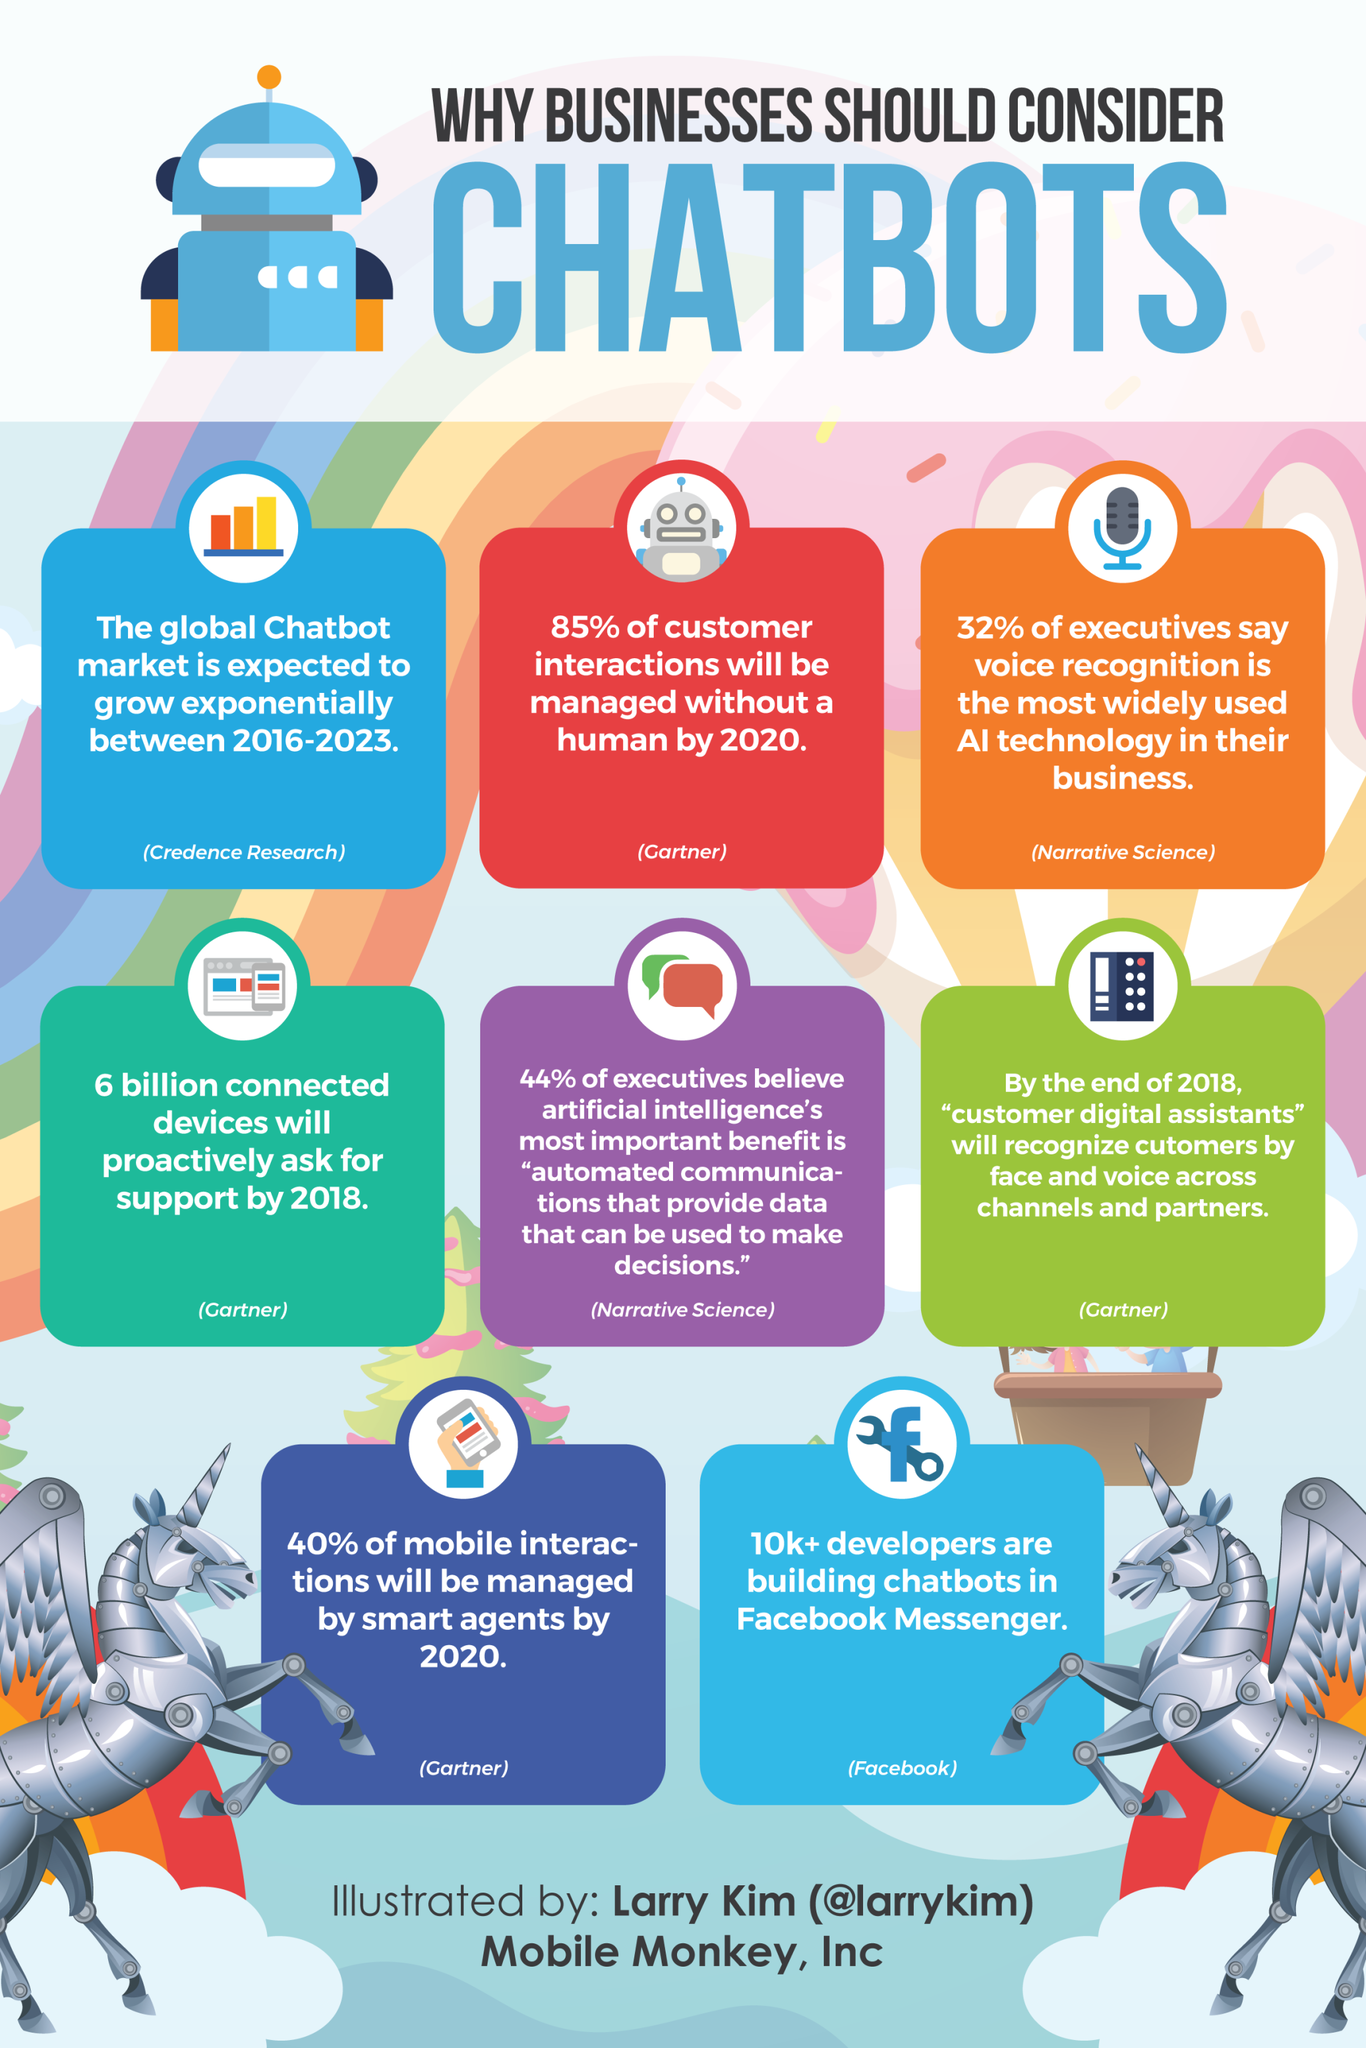 WHY BUSINESSES SHOULD CONSIDER
CHATBOTS
The global Chatbot
market is expected to
grow exponentially
between 2016-2023.
(Credence Research)
85% of customer
interactions will be
managed without a
human by 2020.
(Gartner)
32% of executives say
voice recognition is
the most widely used
AI technology in their
business.
(Narrative Science)
6 billion connected
devices will
proactively ask for
support by 2018.
(Gartner)
44% of executives believe
artificial intelligence’s
most important benefit is
“automated communica-
tions that provide data
that can be used to make
decisions.”
(Narrative Science)
By the end of 2018,
“customer digital assistants”
will recognize cutomers by
face and voice across
channels and partners.
(Gartner)
40% of mobile interac-
tions will be managed
by smart agents by
2020.
(Gartner)
10k+ developers are
building chatbots in
Facebook Messenger.
(Facebook)
Illustrated by: Larry Kim (@larrykim)
Mobile Monkey, Inc